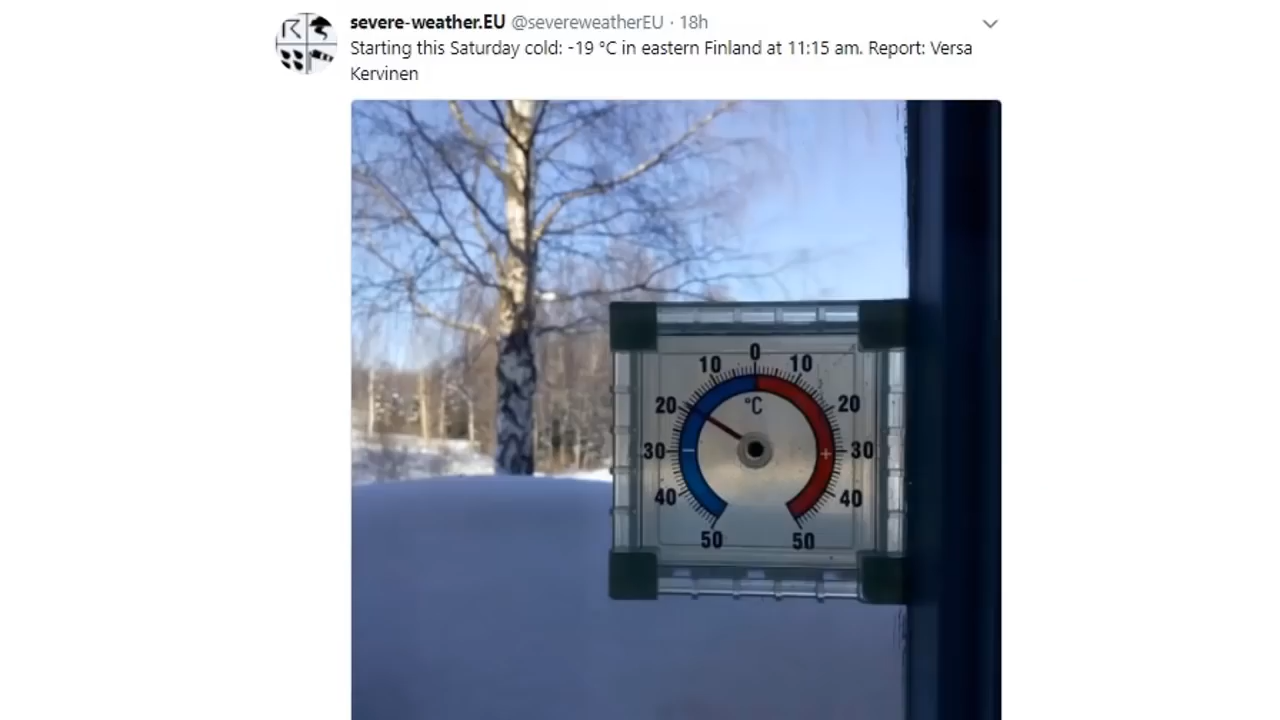 severe-weather.EU @severeweatherEU · 18h
Starting this Saturday cold: -19 °C in eastern Finland at 11:15 am. Report: Versa
Kervinen
0
10 10
°C
20 20
30 − + 30
40 40
50 50